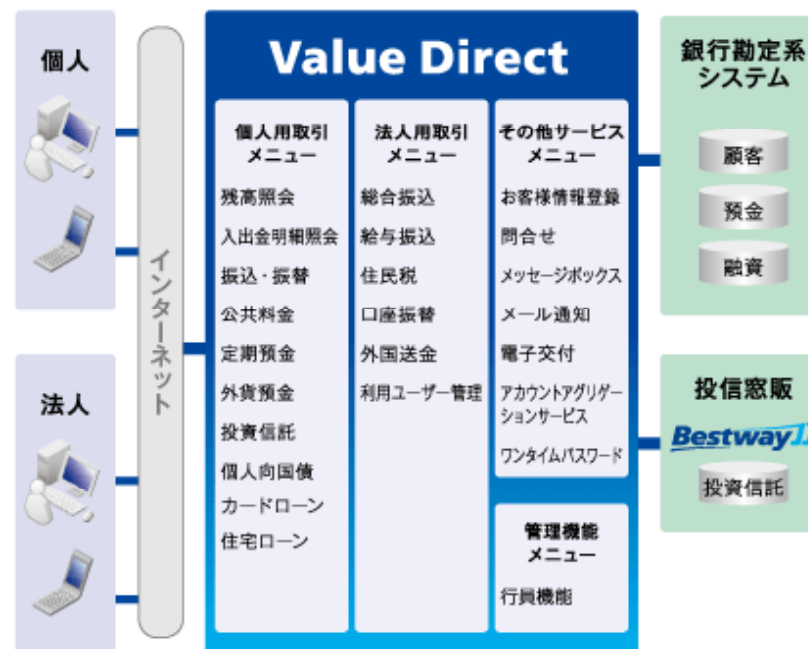 個人
法人
インターネット
Value Direct
個人用取引
メニュー
残高照会
入出金明細照会
振込・振替
公共料金
定期預金
外貨預金
投資信託
個人向国債
カードローン
住宅ローン
法人用取引
メニュー
総合振込
給与振込
住民税
口座振替
外国送金
利用ユーザー管理
その他サービス
メニュー
お客様情報登録
問合せ
メッセージボックス
メール通知
電子交付
アカウントアグリゲー
ションサービス
ワンタイムパスワード
管理機能
メニュー
行員機能
銀行勘定系
システム
顧客
預金
融資
投信窓販
Bestway
投資信託